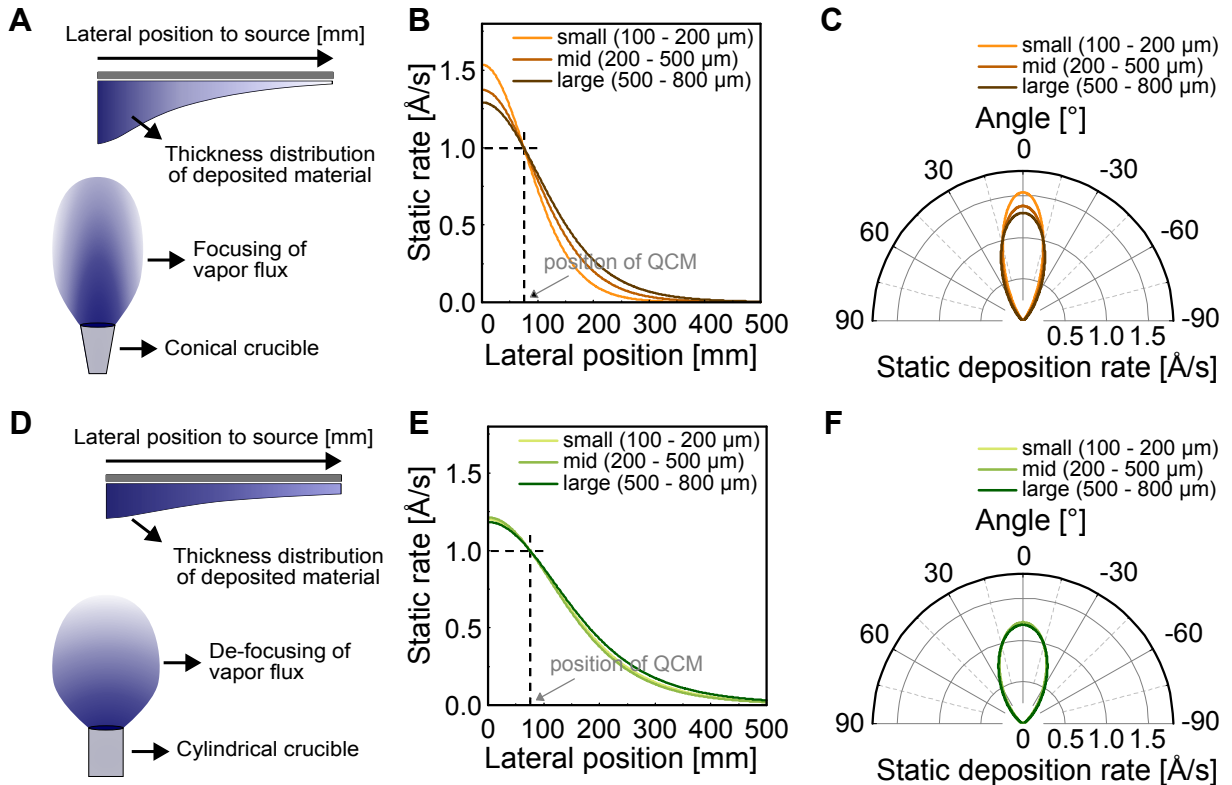 A
Lateral position to source [mm]
Thickness distribution
of deposited material
Focusing of
vapor flux
Conical crucible
B
small (100 - 200 µm)
mid (200 - 500 µm)
large (500 - 800 µm)
Static rate [Å/s]
1.5
1.0
0.5
0.0
position of QCM
0 100 200 300 400 500
Lateral position [mm]
C
small (100 - 200 µm)
mid (200 - 500 µm)
large (500 - 800 µm)
Angle [°]
0
30 -30
60 -60
90 -90
0.5 1.0 1.5
Static deposition rate [Å/s]
D
Lateral position to source [mm]
Thickness distribution
of deposited material
De-focusing of
vapor flux
Cylindrical crucible
E
small (100 - 200 µm)
mid (200 - 500 µm)
large (500 - 800 µm)
Static rate [Å/s]
1.5
1.0
0.5
0.0
position of QCM
0 100 200 300 400 500
Lateral position [mm]
F
small (100 - 200 µm)
mid (200 - 500 µm)
large (500 - 800 µm)
Angle [°]
0
30 -30
60 -60
90 -90
0 0.5 1.0 1.5
Static deposition rate [Å/s]